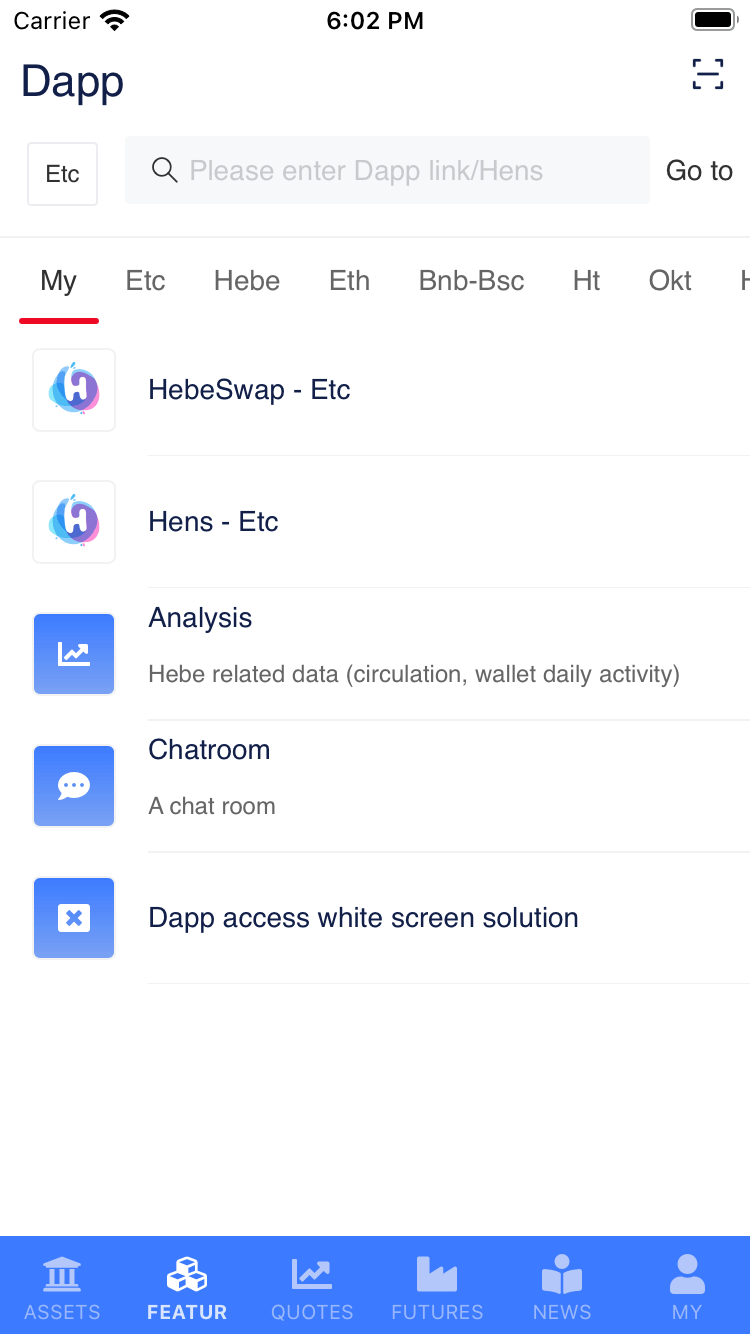 Carrier 6:02 PM
Dapp
Etc Please enter Dapp link/Hens Go to
My Etc Hebe Eth Bnb-Bsc Ht Okt
HebeSwap - Etc
Hens - Etc
Analysis
Hebe related data (circulation, wallet daily activity)
Chatroom
A chat room
Dapp access white screen solution
ASSETS FEATUR QUOTES FUTURES NEWS MY